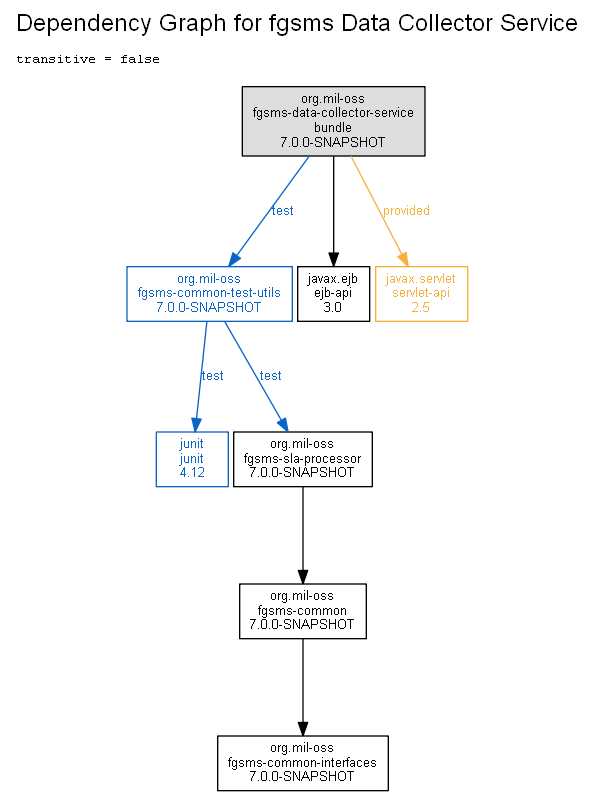 Dependency Graph for fgsms Data Collector Service
transitive = false
org.mil-oss
fgsms-data-collector-service
bundle
7.0.0-SNAPSHOT
test
provided
org.mil-oss
fgsms-common-test-utils
7.0.0-SNAPSHOT
javax.ejb
ejb-api
3.0
javax.servlet
servlet-api
2.5
test
test
junit
junit
4.12
org.mil-oss
fgsms-sla-processor
7.0.0-SNAPSHOT
org.mil-oss
fgsms-common
7.0.0-SNAPSHOT
org.mil-oss
fgsms-common-interfaces
7.0.0-SNAPSHOT